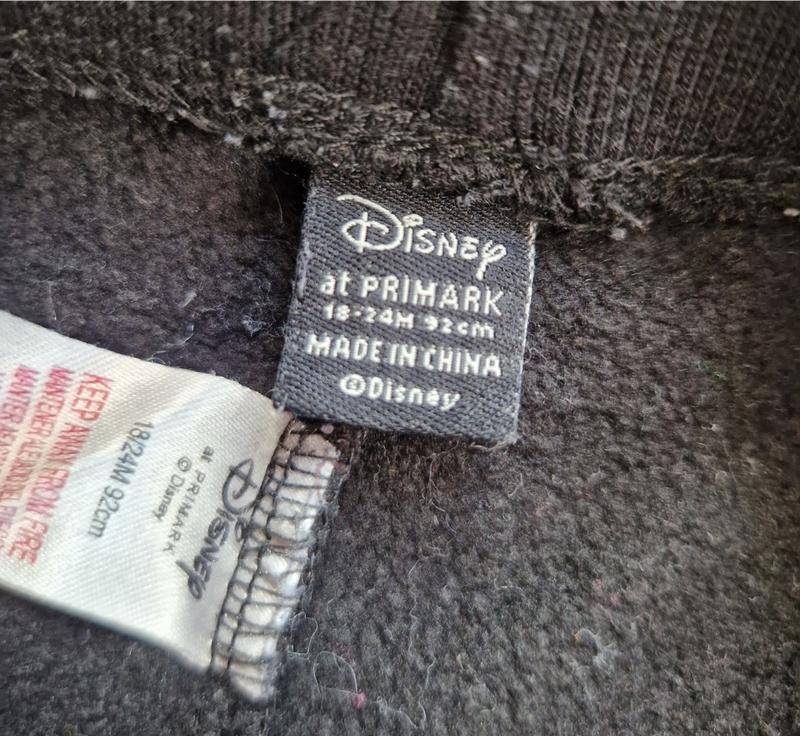 Disney
at PRIMARK
18-24M 92cm
MADE IN CHINA
©Disney
Disney
at PRIMARK
© Disney
18/24M 92cm
KEEP AWAY FROM FIRE